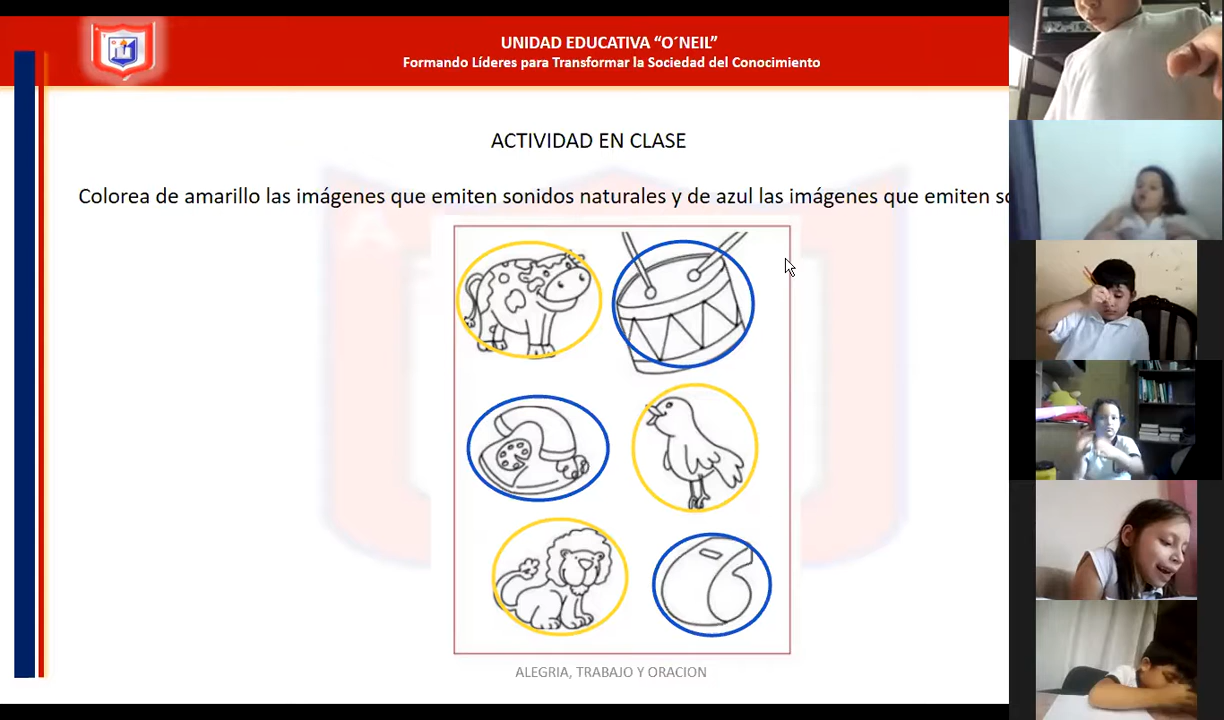 UNIDAD EDUCATIVA “O´NEIL”
Formando Líderes para Transformar la Sociedad del Conocimiento
ACTIVIDAD EN CLASE
Colorea de amarillo las imágenes que emiten sonidos naturales y de azul las imágenes que emiten
ALEGRIA, TRABAJO Y ORACION